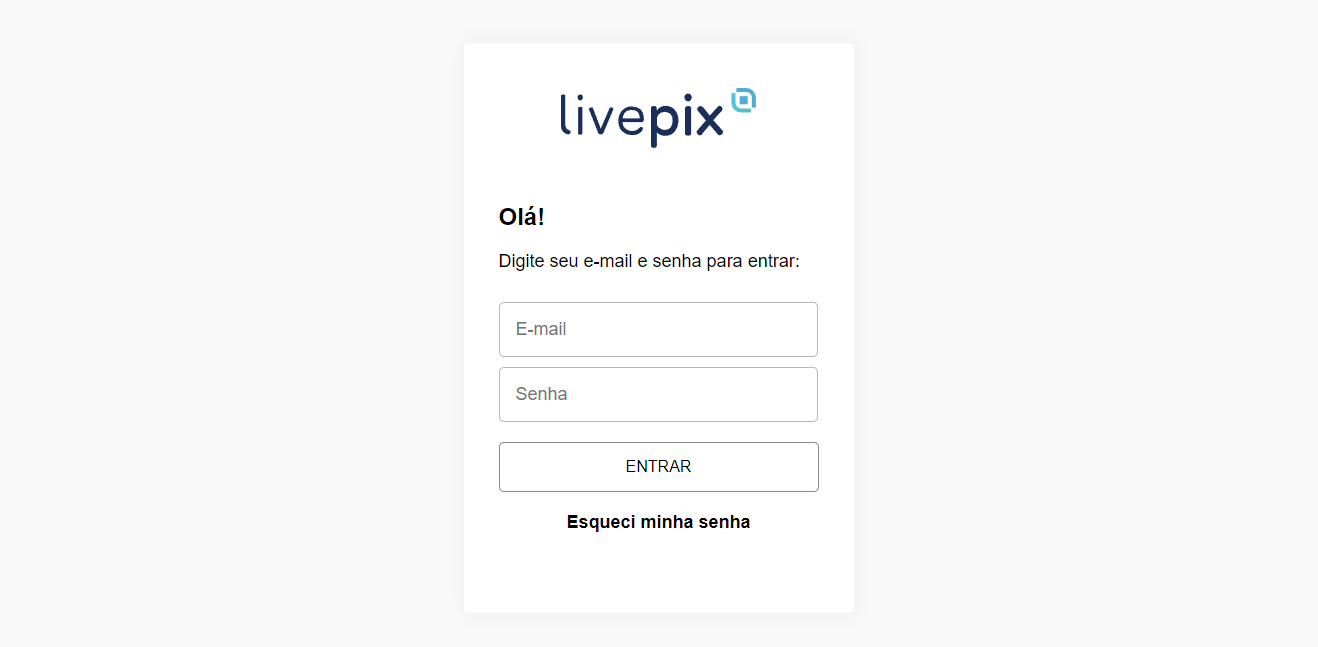 livepix
Olá!
Digite seu e-mail e senha para entrar:
E-mail
Senha
ENTRAR
Esqueci minha senha